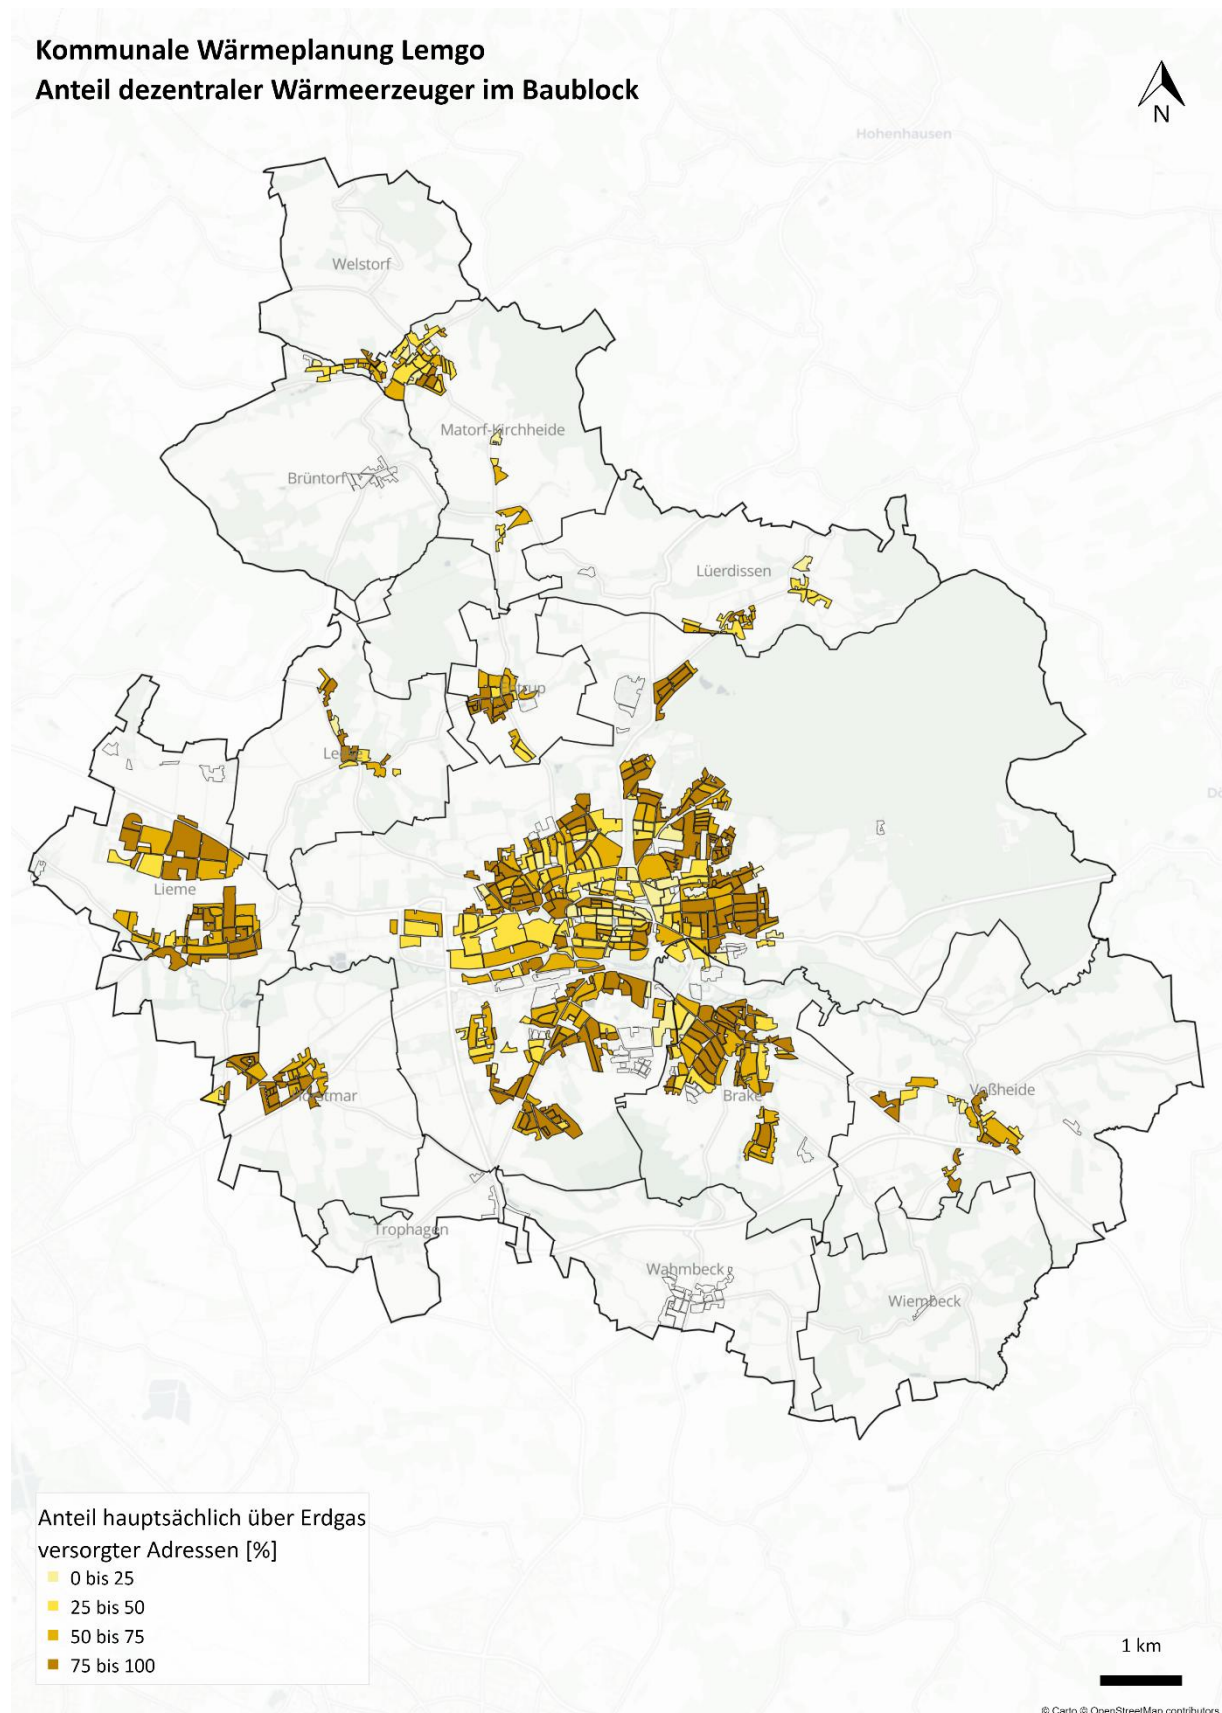 Kommunale Wärmeplanung Lemgo
Anteil dezentraler Wärmeerzeuger im Baublock
N
Hohenhausen
Welstorf
Matorf-Kirchheide
Brüntorf
Lüerdissen
Lieme
Brake
Voßheide
Trophagen
Wahmbeck
Wiembeck
Anteil hauptsächlich über Erdgas
versorgter Adressen [%]
0 bis 25
25 bis 50
50 bis 75
75 bis 100
1 km
© Carto © OpenStreetMap contributors